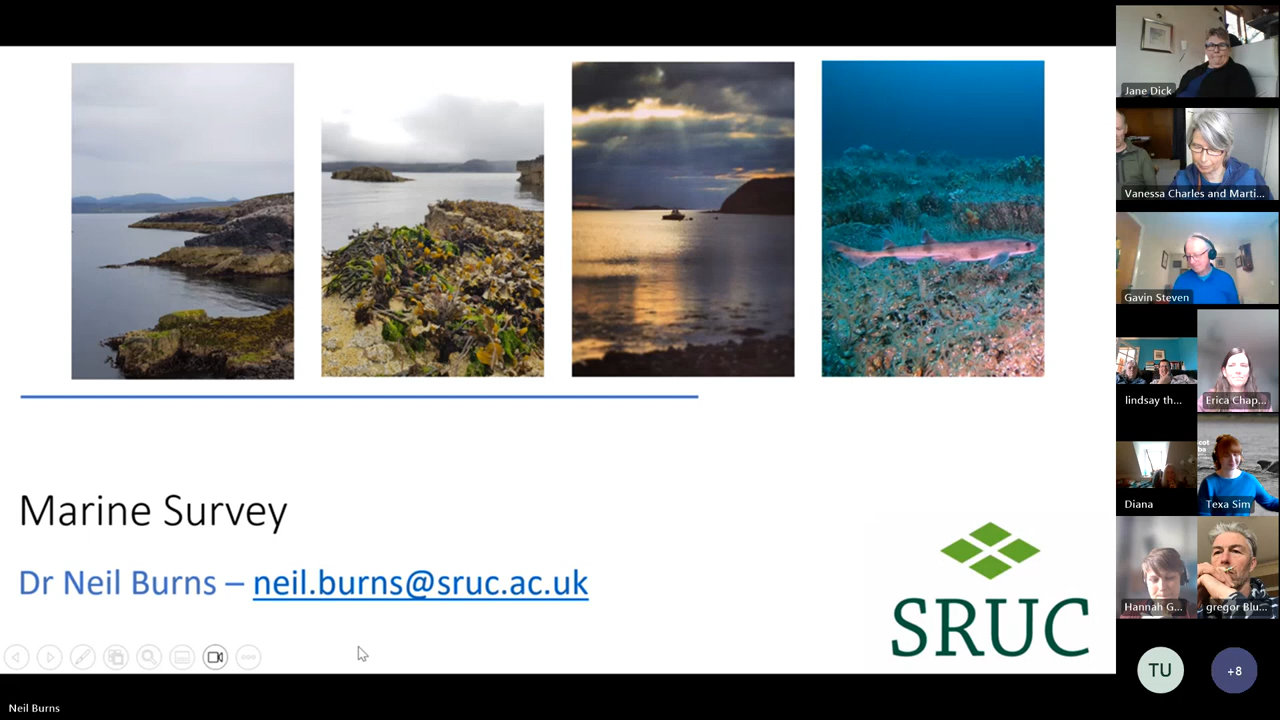 Marine Survey
Dr Neil Burns – neil.burns@sruc.ac.uk
SRUC
Neil Burns
Jane Dick
Vanessa Charles and Marti...
Gavin Steven
lindsay th...
Erica Chap...
Diana
Texa Sim
Hannah G...
gregor Blu...
TU
+8